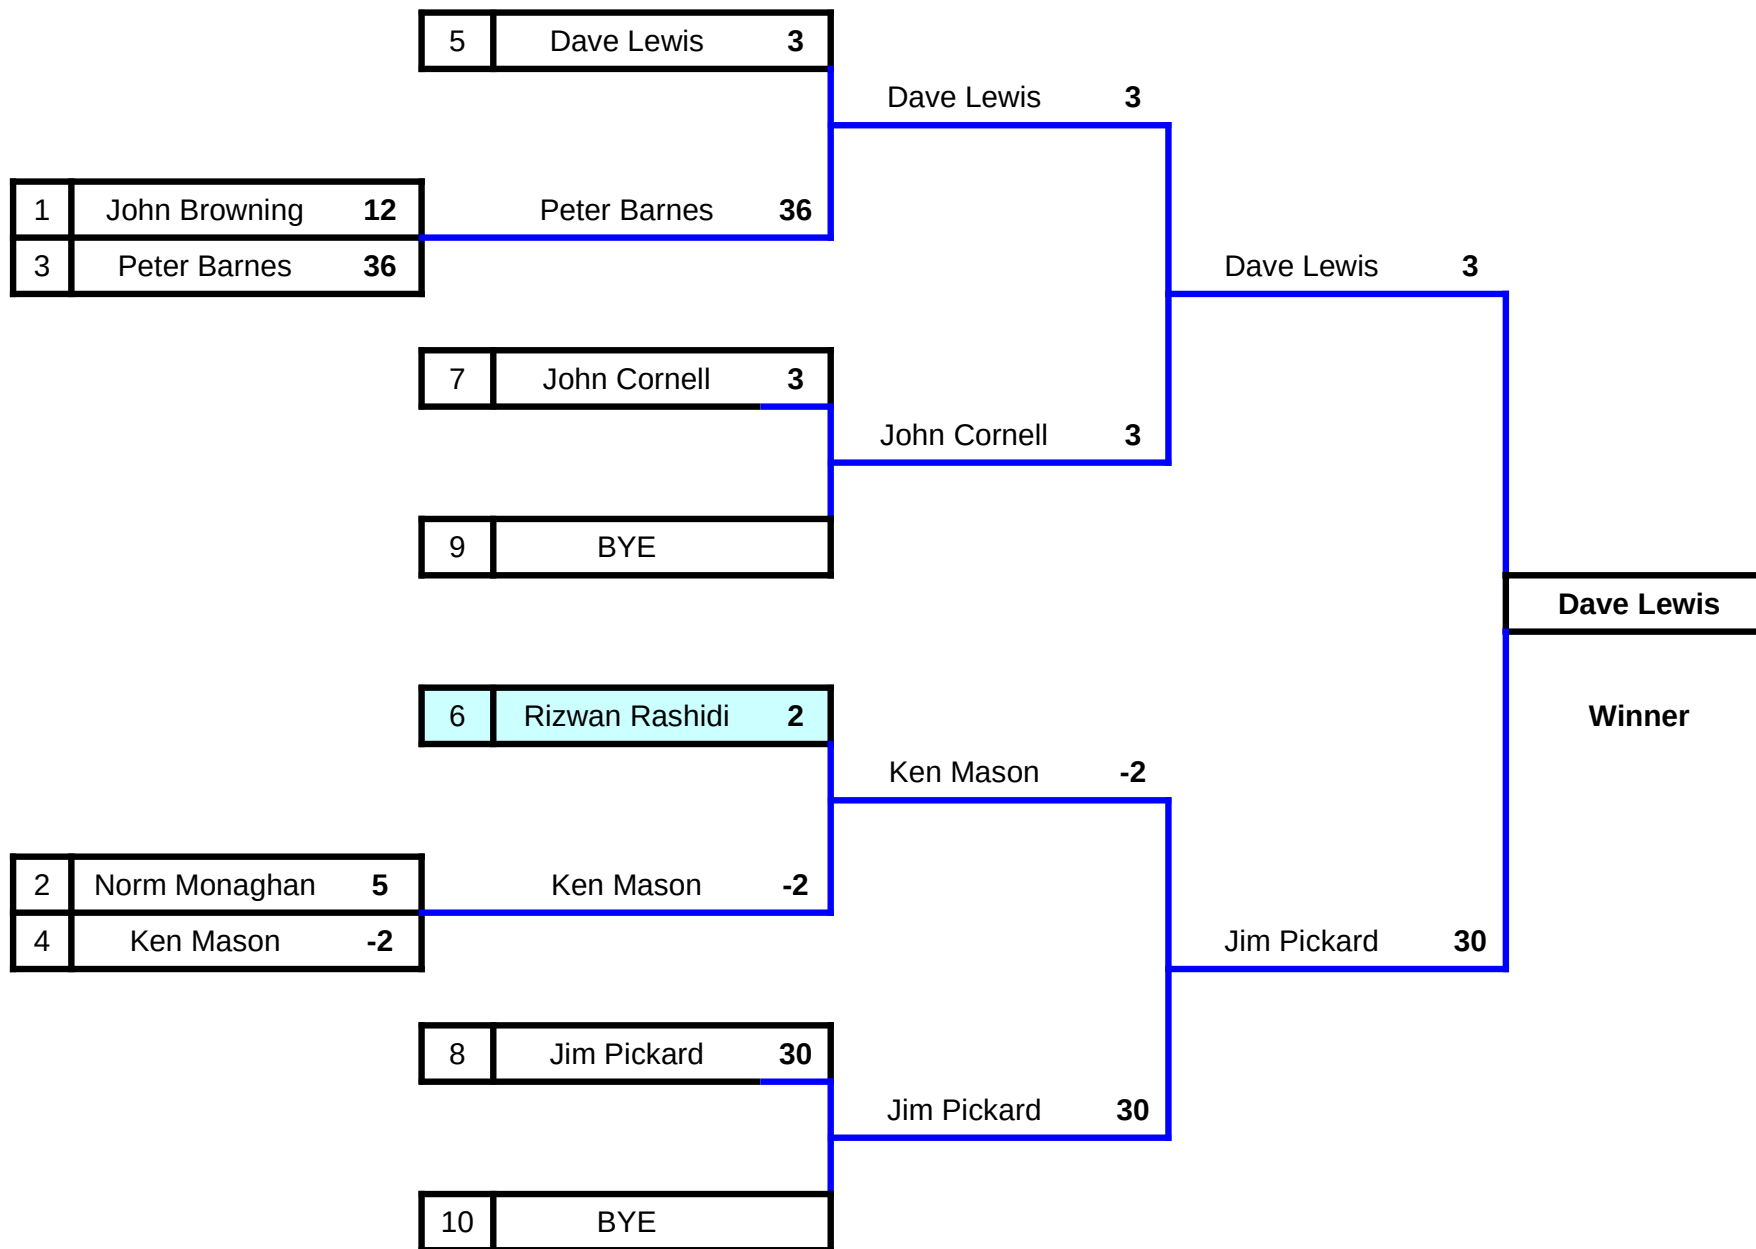 5 Dave Lewis 3
Dave Lewis 3
1 John Browning 12 Peter Barnes 36
3 Peter Barnes 36 Dave Lewis 3
7 John Cornell 3
John Cornell 3
9 BYE
Dave Lewis
6 Rizwan Rashidi 2 Winner
Ken Mason -2
2 Norm Monaghan 5 Ken Mason -2
4 Ken Mason -2 Jim Pickard 30
8 Jim Pickard 30
Jim Pickard 30
10 BYE